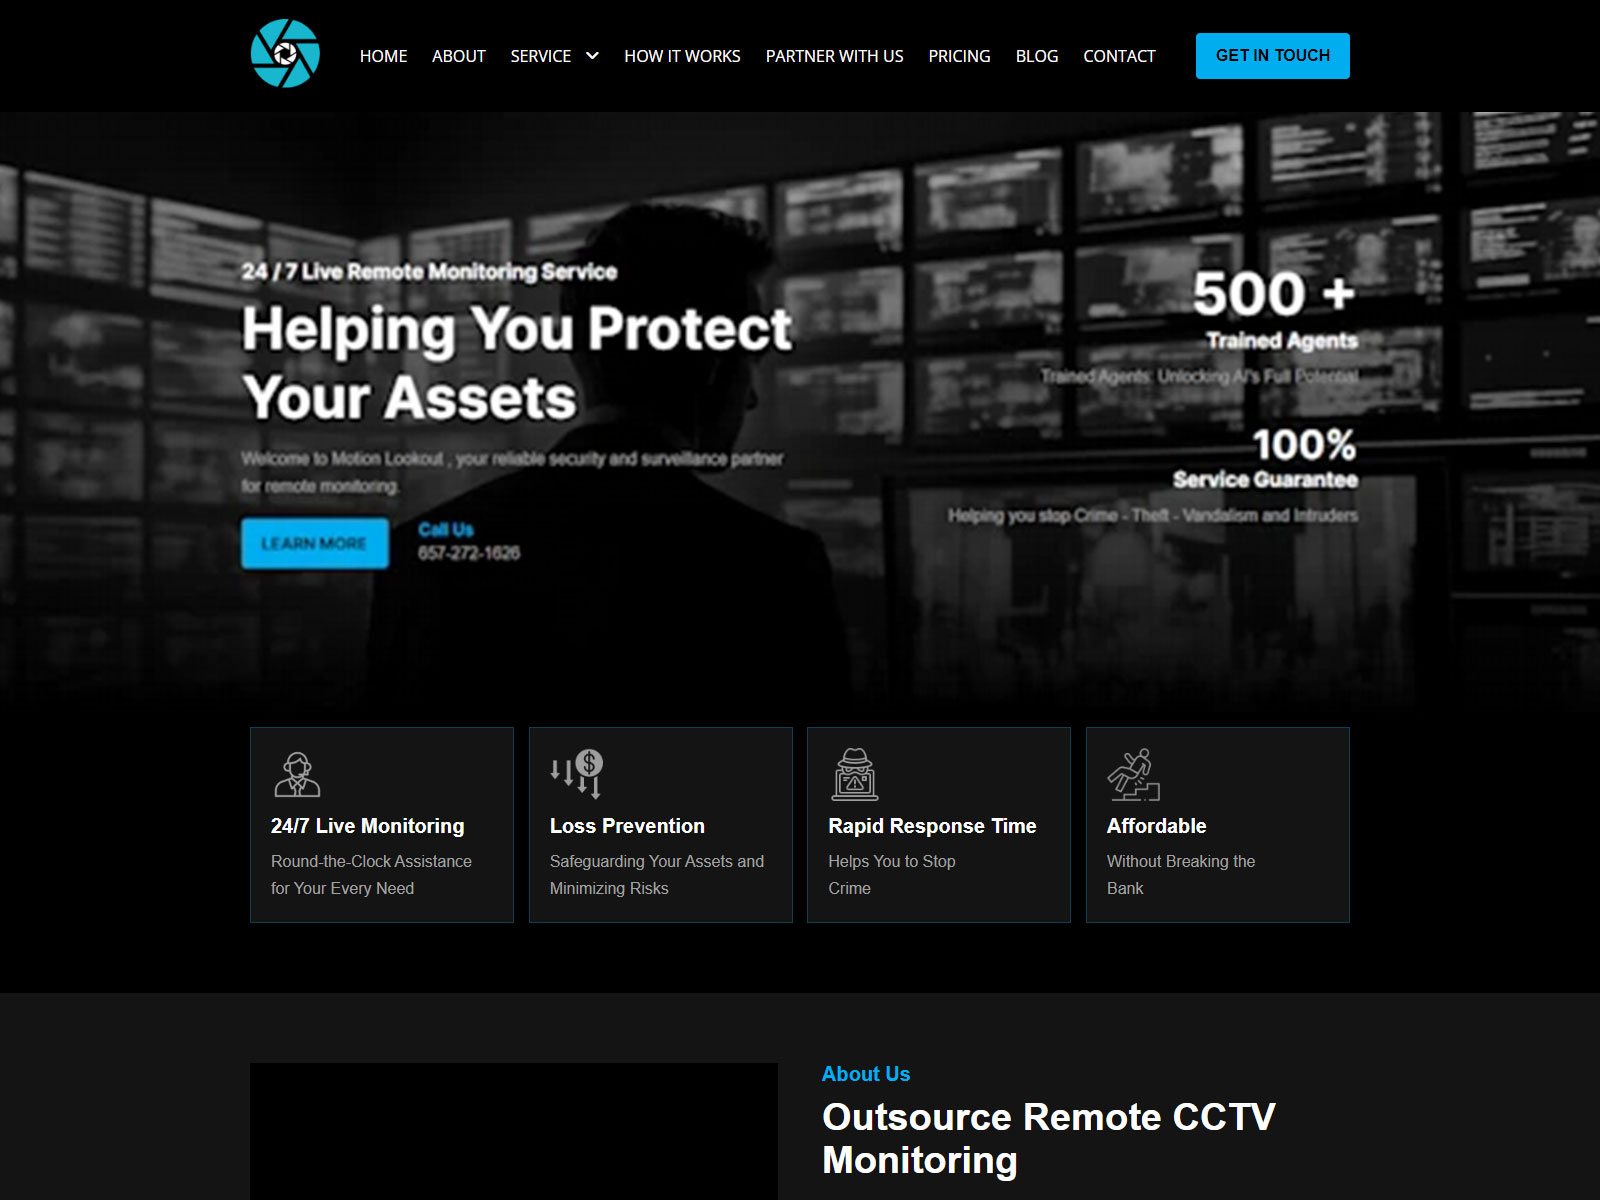 HOME ABOUT SERVICE HOW IT WORKS PARTNER WITH US PRICING BLOG CONTACT GET IN TOUCH
24 / 7 Live Remote Monitoring Service
Helping You Protect
Your Assets
Welcome to Motion Lookout , your reliable security and surveillance partner
for remote monitoring.
LEARN MORE
Call Us
657-272-1626
500 +
Trained Agents
Trained Agents: Unlocking AI's Full Potential
100%
Service Guarantee
Helping you stop Crime - Theft - Vandalism and Intruders
24/7 Live Monitoring
Round-the-Clock Assistance
for Your Every Need
Loss Prevention
Safeguarding Your Assets and
Minimizing Risks
Rapid Response Time
Helps You to Stop
Crime
Affordable
Without Breaking the
Bank
About Us
Outsource Remote CCTV
Monitoring